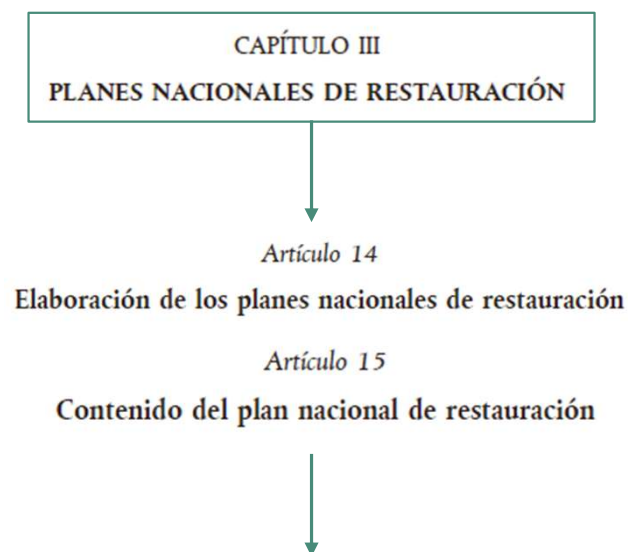 CAPÍTULO III
PLANES NACIONALES DE RESTAURACIÓN
Artículo 14
Elaboración de los planes nacionales de restauración
Artículo 15
Contenido del plan nacional de restauración